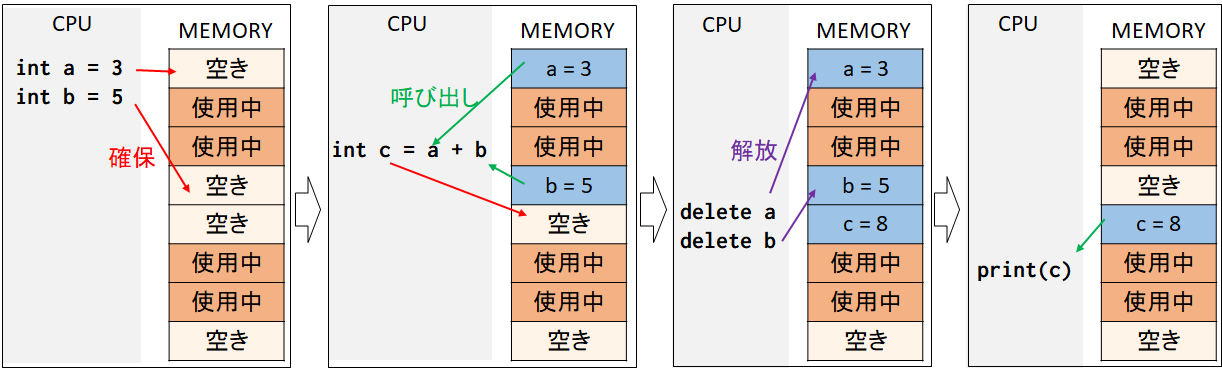 CPU
MEMORY
int a = 3
int b = 5
確保
空き
使用中
使用中
空き
空き
使用中
使用中
空き
CPU
MEMORY
呼び出し
int c = a + b
a = 3
使用中
使用中
b = 5
空き
使用中
使用中
空き
CPU
MEMORY
解放
delete a
delete b
a = 3
使用中
使用中
b = 5
c = 8
使用中
使用中
空き
CPU
MEMORY
print(c)
空き
使用中
使用中
空き
c = 8
使用中
使用中
空き